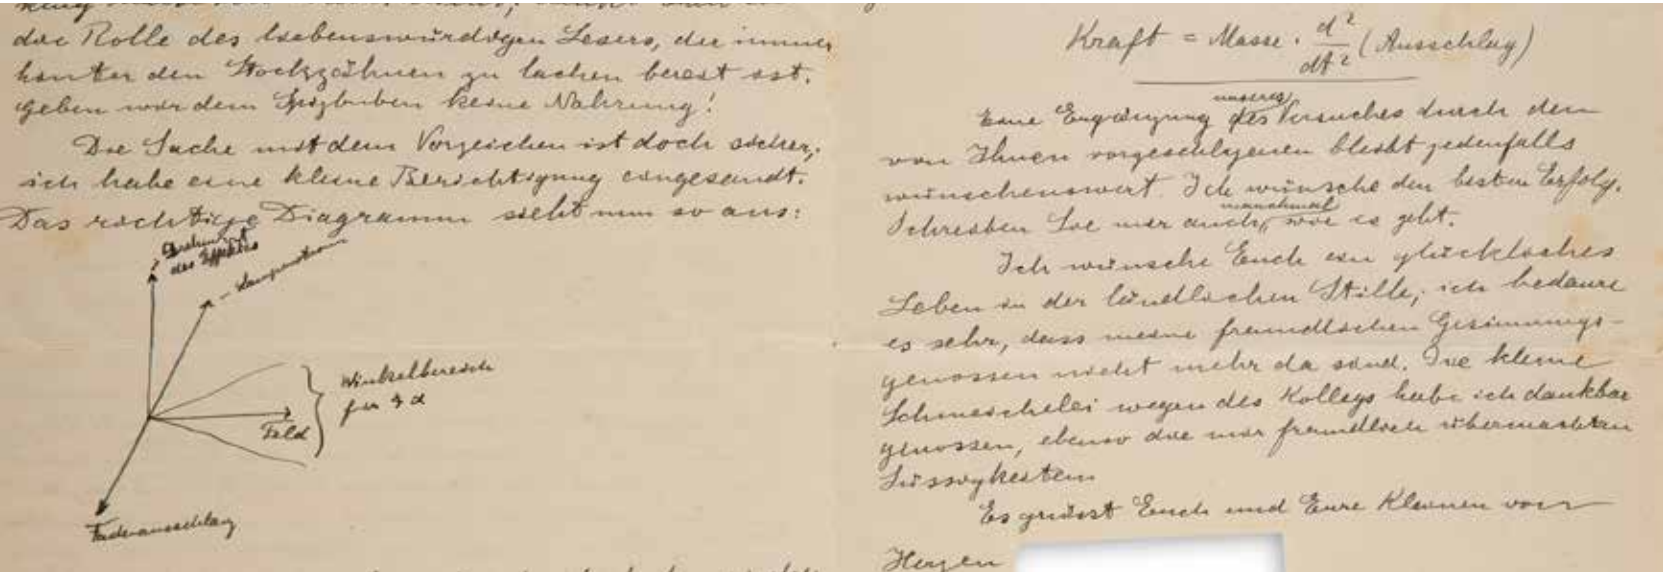 die Rolle des liebenswürdigen Lesers, der immer
hinter den Stockzähnen zu lachen bereit ist.
Geben wir dem Spizbuben keine Nahrung!
Die Sache mit dem Vorzeichen ist doch sicher;
ich habe eine kleine Berichtigung eingesandt.
Das richtige Diagramm sieht nun so aus:
des Effektes
Feld
Winkelbereich
für ∢ α
Fadenausschlag
Kraft = Masse · d²/dt² (Ausschlag)
Eine Ergänzung unseres Versuches durch den
von Ihnen vorgeschlagenen bleibt jedenfalls
wünschenswert. Ich wünsche den besten Erfolg.
Schreiben Sie mir auch manchmal, wie es geht.
Ich wünsche Euch ein glückliches
Leben in der ländlichen Stille; ich bedaure
es sehr, dass meine freundlichen Gesinnungs-
genossen nicht mehr da sind. Die kleine
Schmeichelei wegen des Kollegs habe ich dankbar
genossen, ebenso die mir freundlich übermachten
Süssigkeiten.
Es grüsst Euch und Eure Kleinen von
Herzen